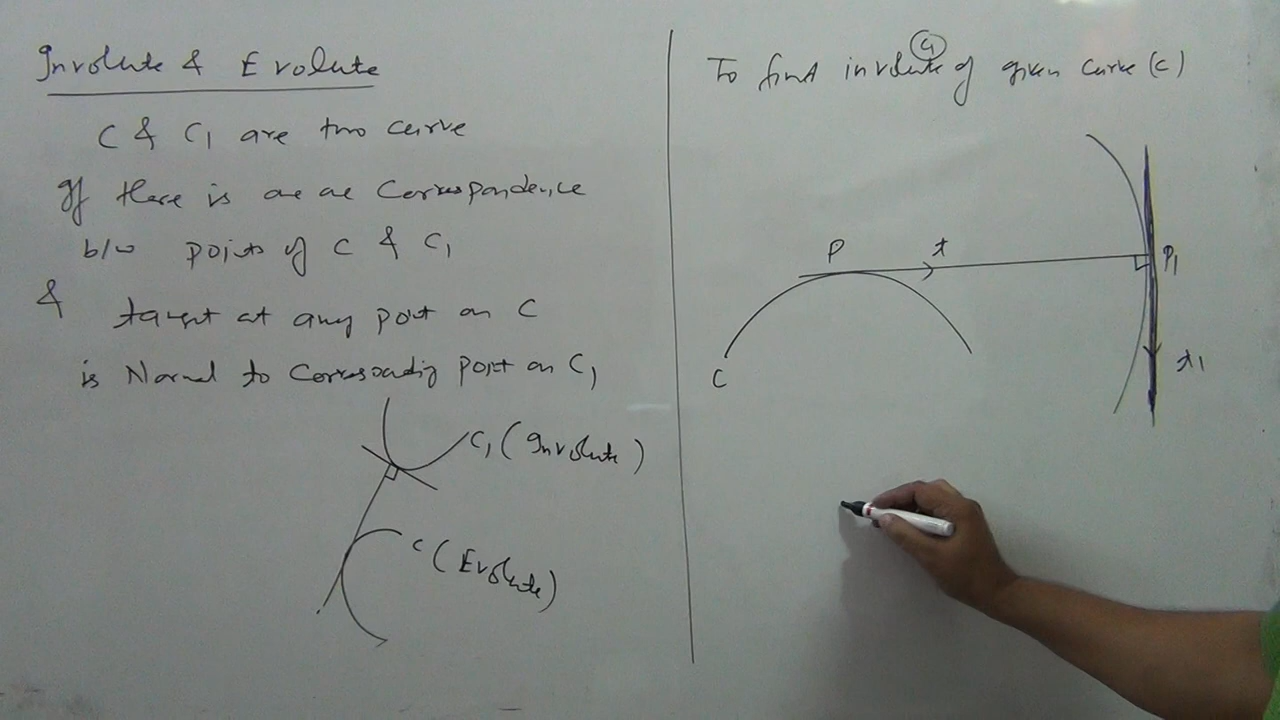 Involute & Evolute
C & C1 are two curve
If there is one one Correspondence
b/w points of C & C1
& tangent at any point on C
is Normal to Corresponding point on C1
C1 (Involute)
C (Evolute)
To find involute (C1) of given curve (C)
P t P1
C t1